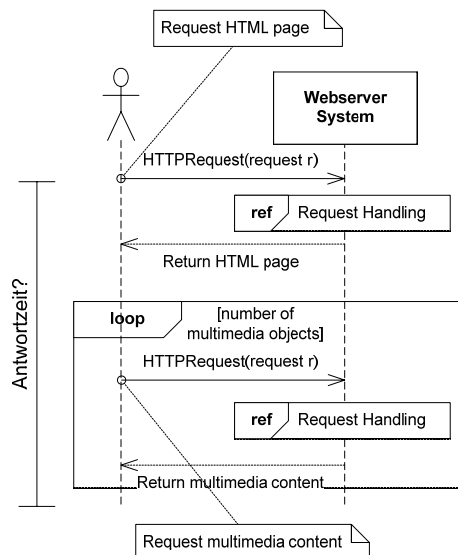 Request HTML page
Webserver
System
HTTPRequest(request r)
ref Request Handling
Return HTML page
Antwortzeit?
loop [number of
multimedia objects]
HTTPRequest(request r)
ref Request Handling
Return multimedia content
Request multimedia content